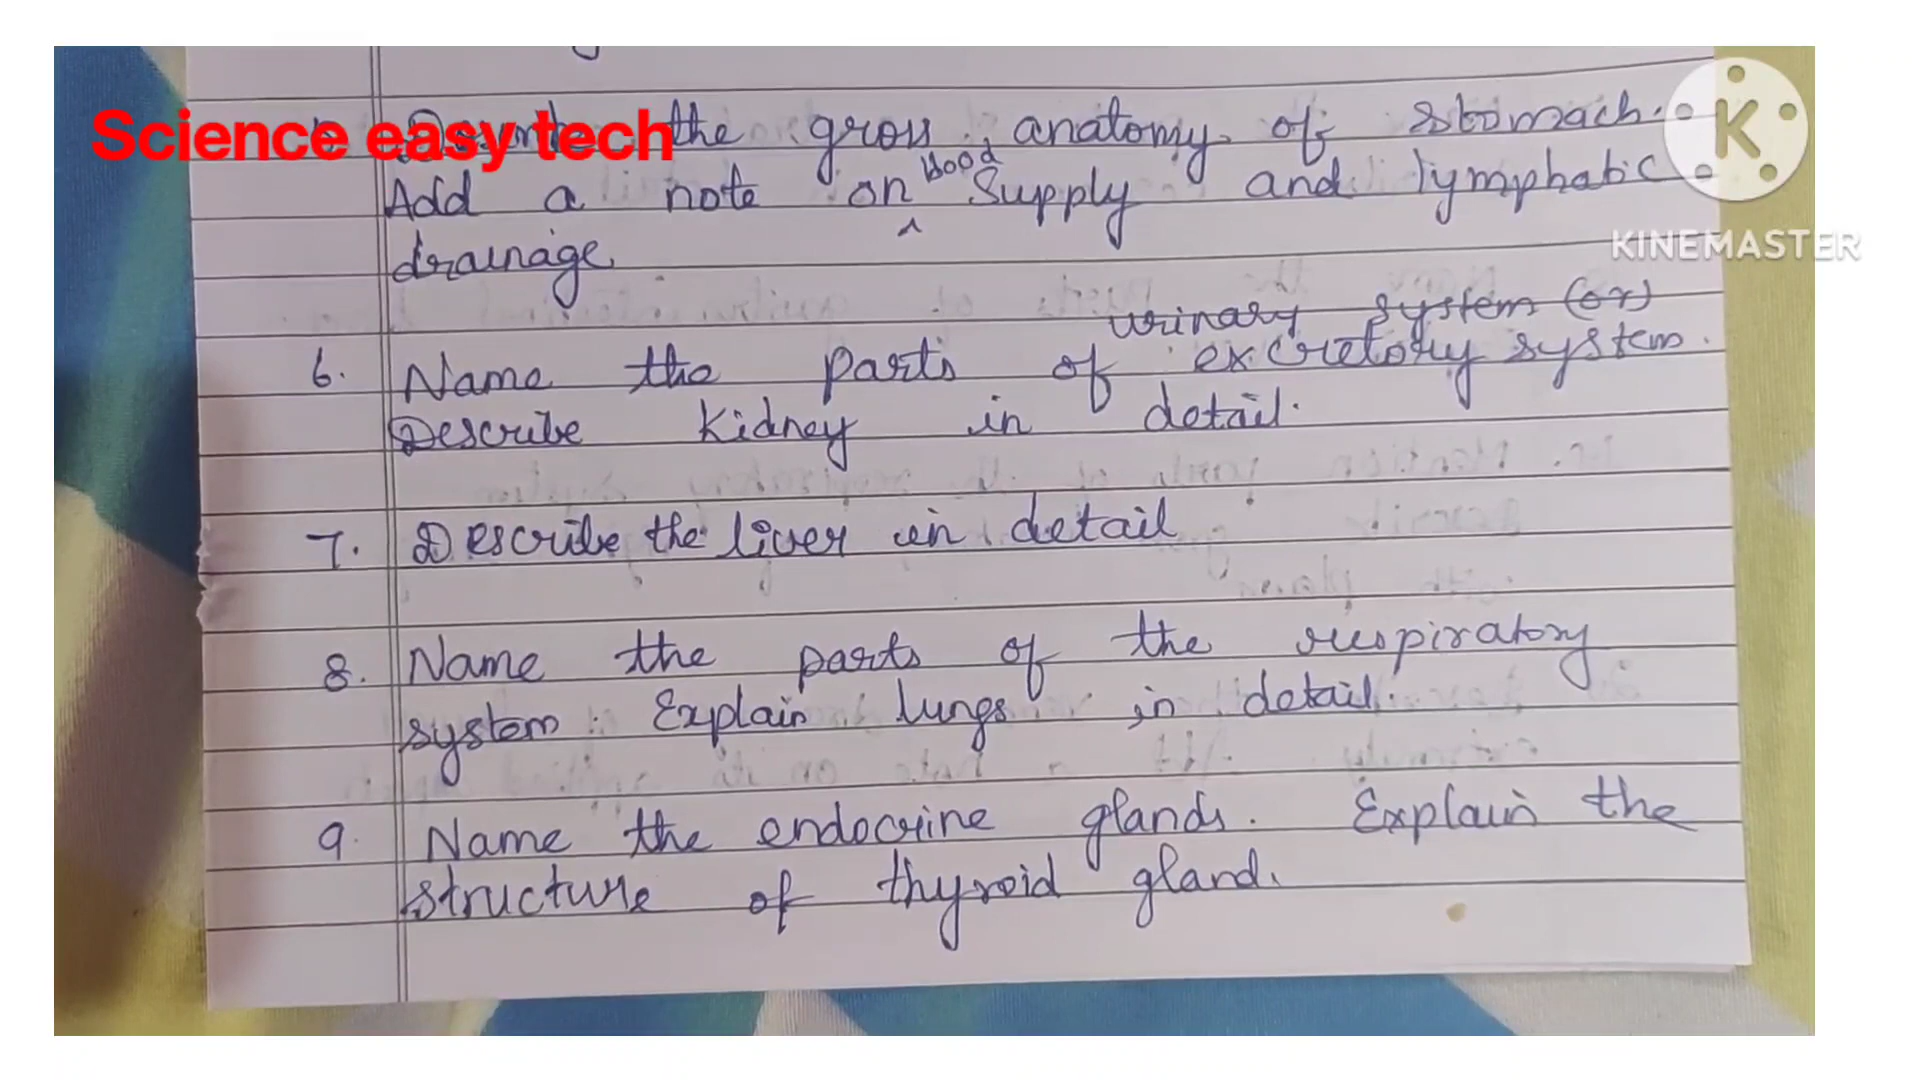 Science easy tech
Describe the gross anatomy of stomach.
Add a note on blood supply and lymphatic
drainage
KINEMASTER
urinary system (or)
6. Name the parts of excretory system.
Describe Kidney in detail.
7. Describe the liver in detail
8. Name the parts of the respiratory
system. Explain lungs in detail.
9. Name the endocrine glands. Explain the
structure of thyroid gland.